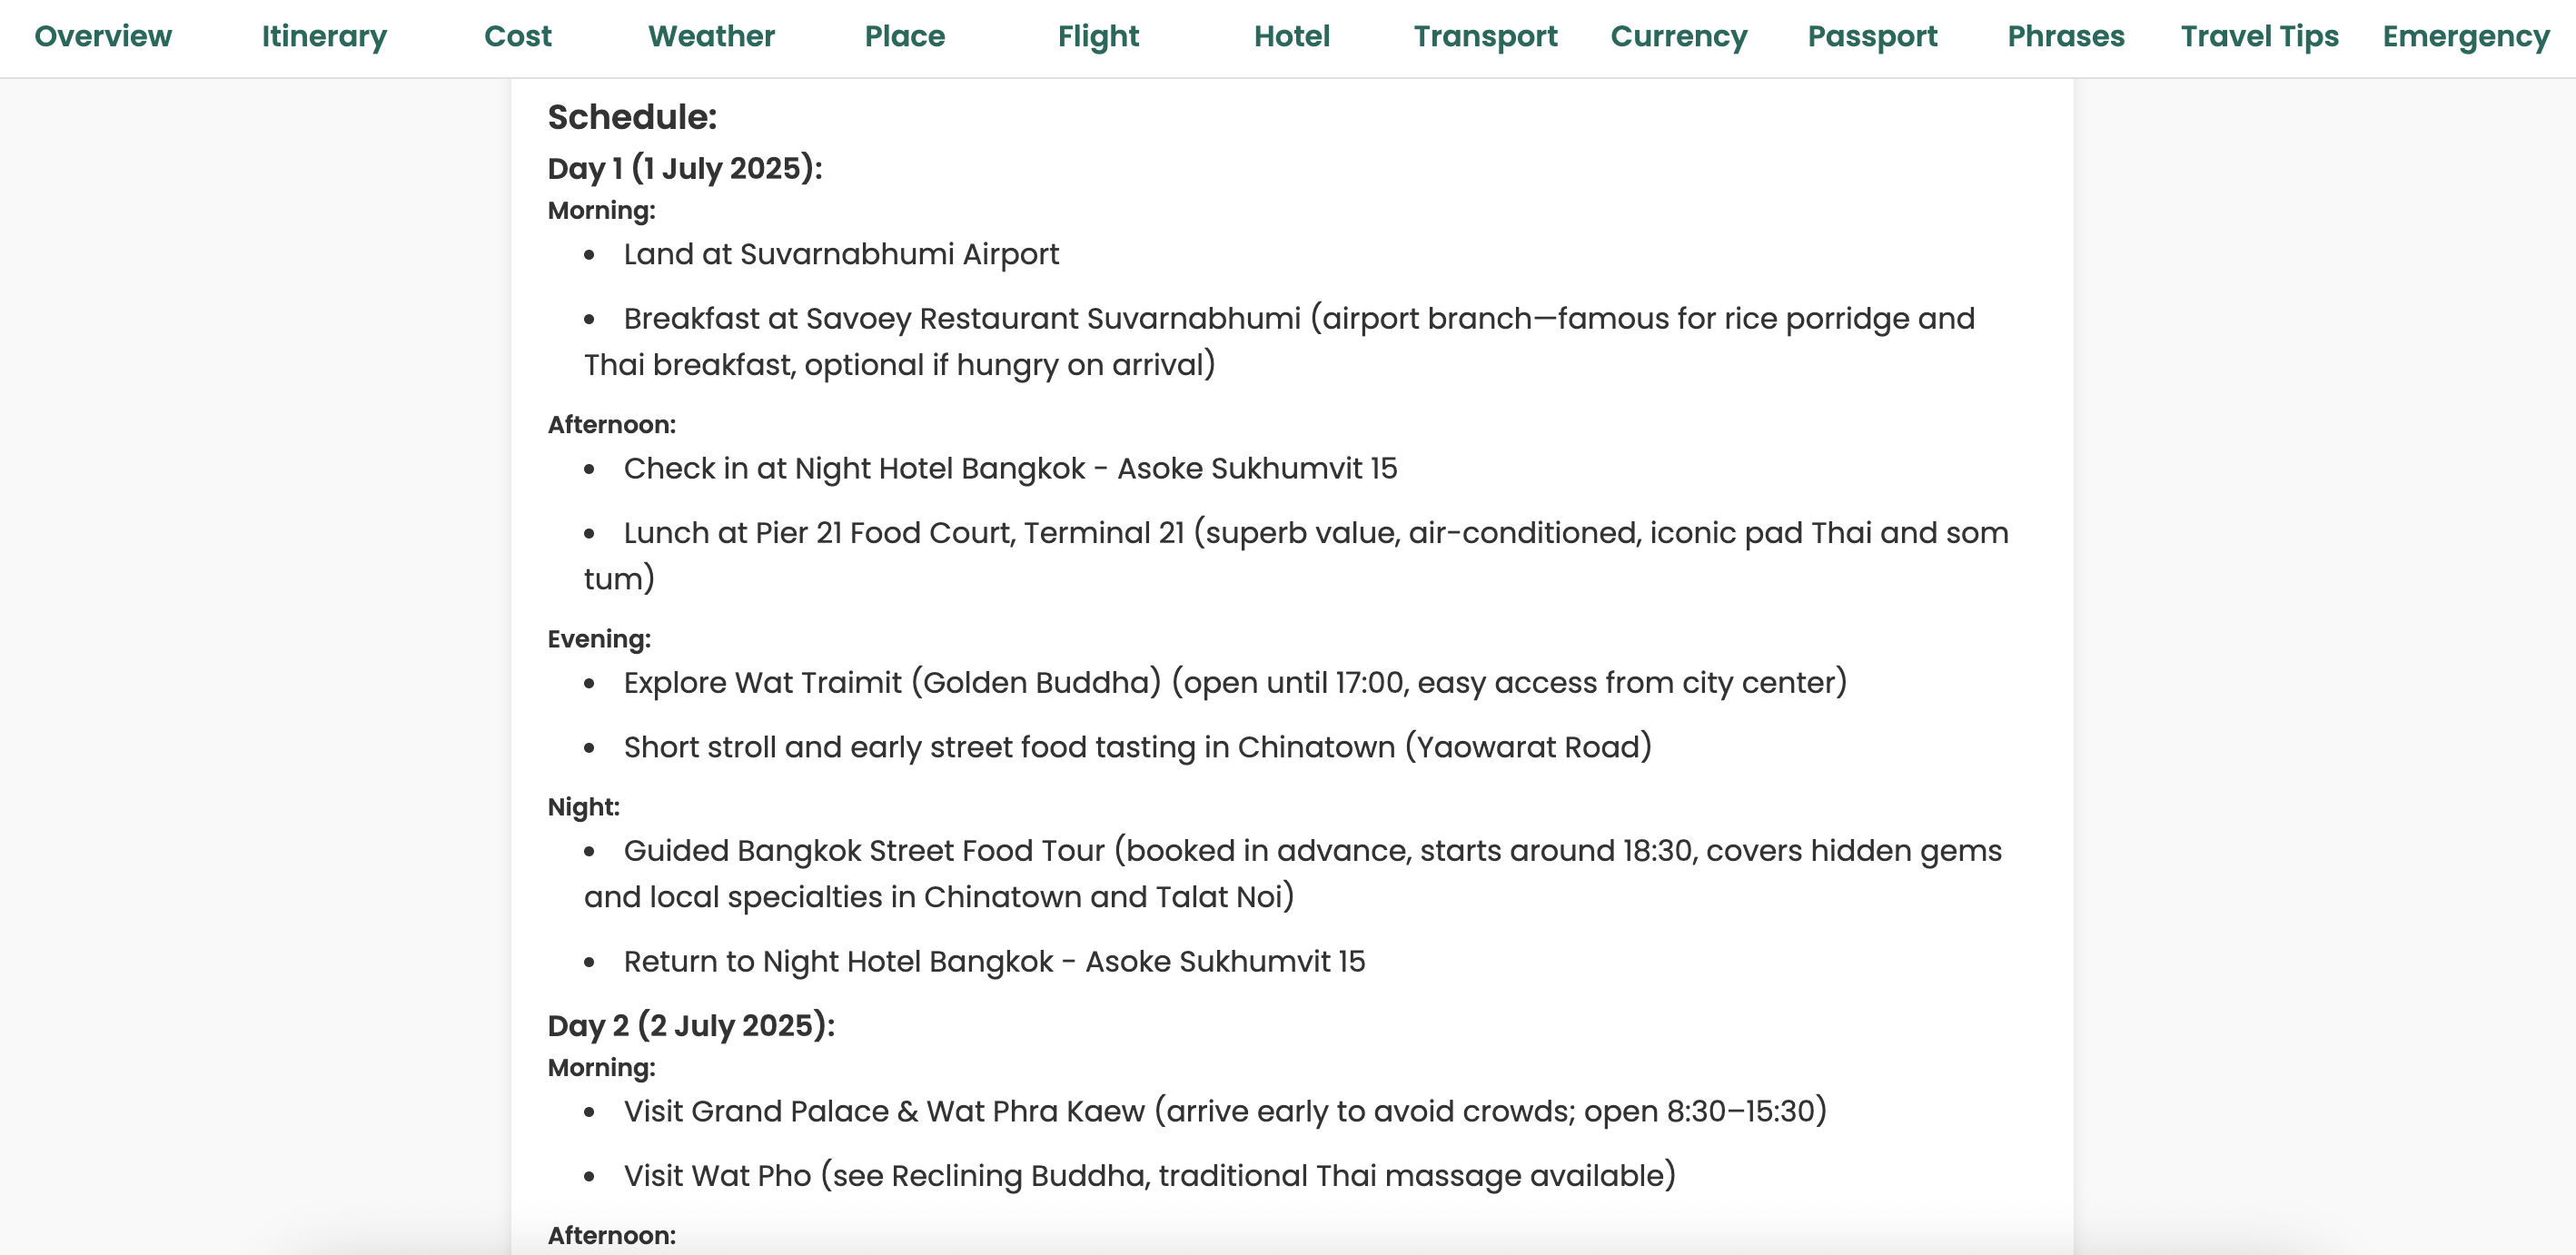 Overview Itinerary Cost Weather Place Flight Hotel Transport Currency Passport Phrases Travel Tips Emergency
Schedule:
Day 1 (1 July 2025):
Morning:
• Land at Suvarnabhumi Airport
• Breakfast at Savoey Restaurant Suvarnabhumi (airport branch—famous for rice porridge and
Thai breakfast, optional if hungry on arrival)
Afternoon:
• Check in at Night Hotel Bangkok - Asoke Sukhumvit 15
• Lunch at Pier 21 Food Court, Terminal 21 (superb value, air-conditioned, iconic pad Thai and som
tum)
Evening:
• Explore Wat Traimit (Golden Buddha) (open until 17:00, easy access from city center)
• Short stroll and early street food tasting in Chinatown (Yaowarat Road)
Night:
• Guided Bangkok Street Food Tour (booked in advance, starts around 18:30, covers hidden gems
and local specialties in Chinatown and Talat Noi)
• Return to Night Hotel Bangkok - Asoke Sukhumvit 15
Day 2 (2 July 2025):
Morning:
• Visit Grand Palace & Wat Phra Kaew (arrive early to avoid crowds; open 8:30–15:30)
• Visit Wat Pho (see Reclining Buddha, traditional Thai massage available)
Afternoon: